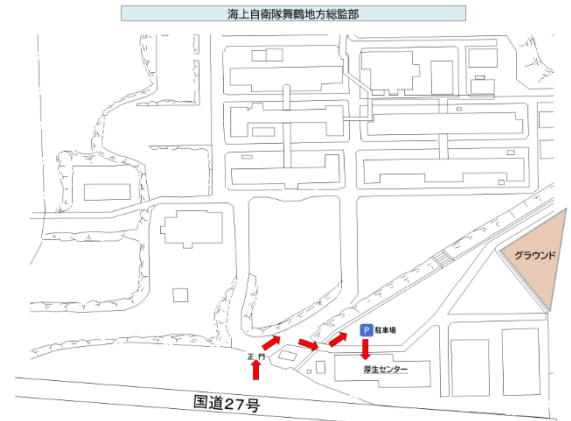 海上自衛隊舞鶴地方総監部
グラウンド
P 駐車場
正門
厚生センター
国道27号